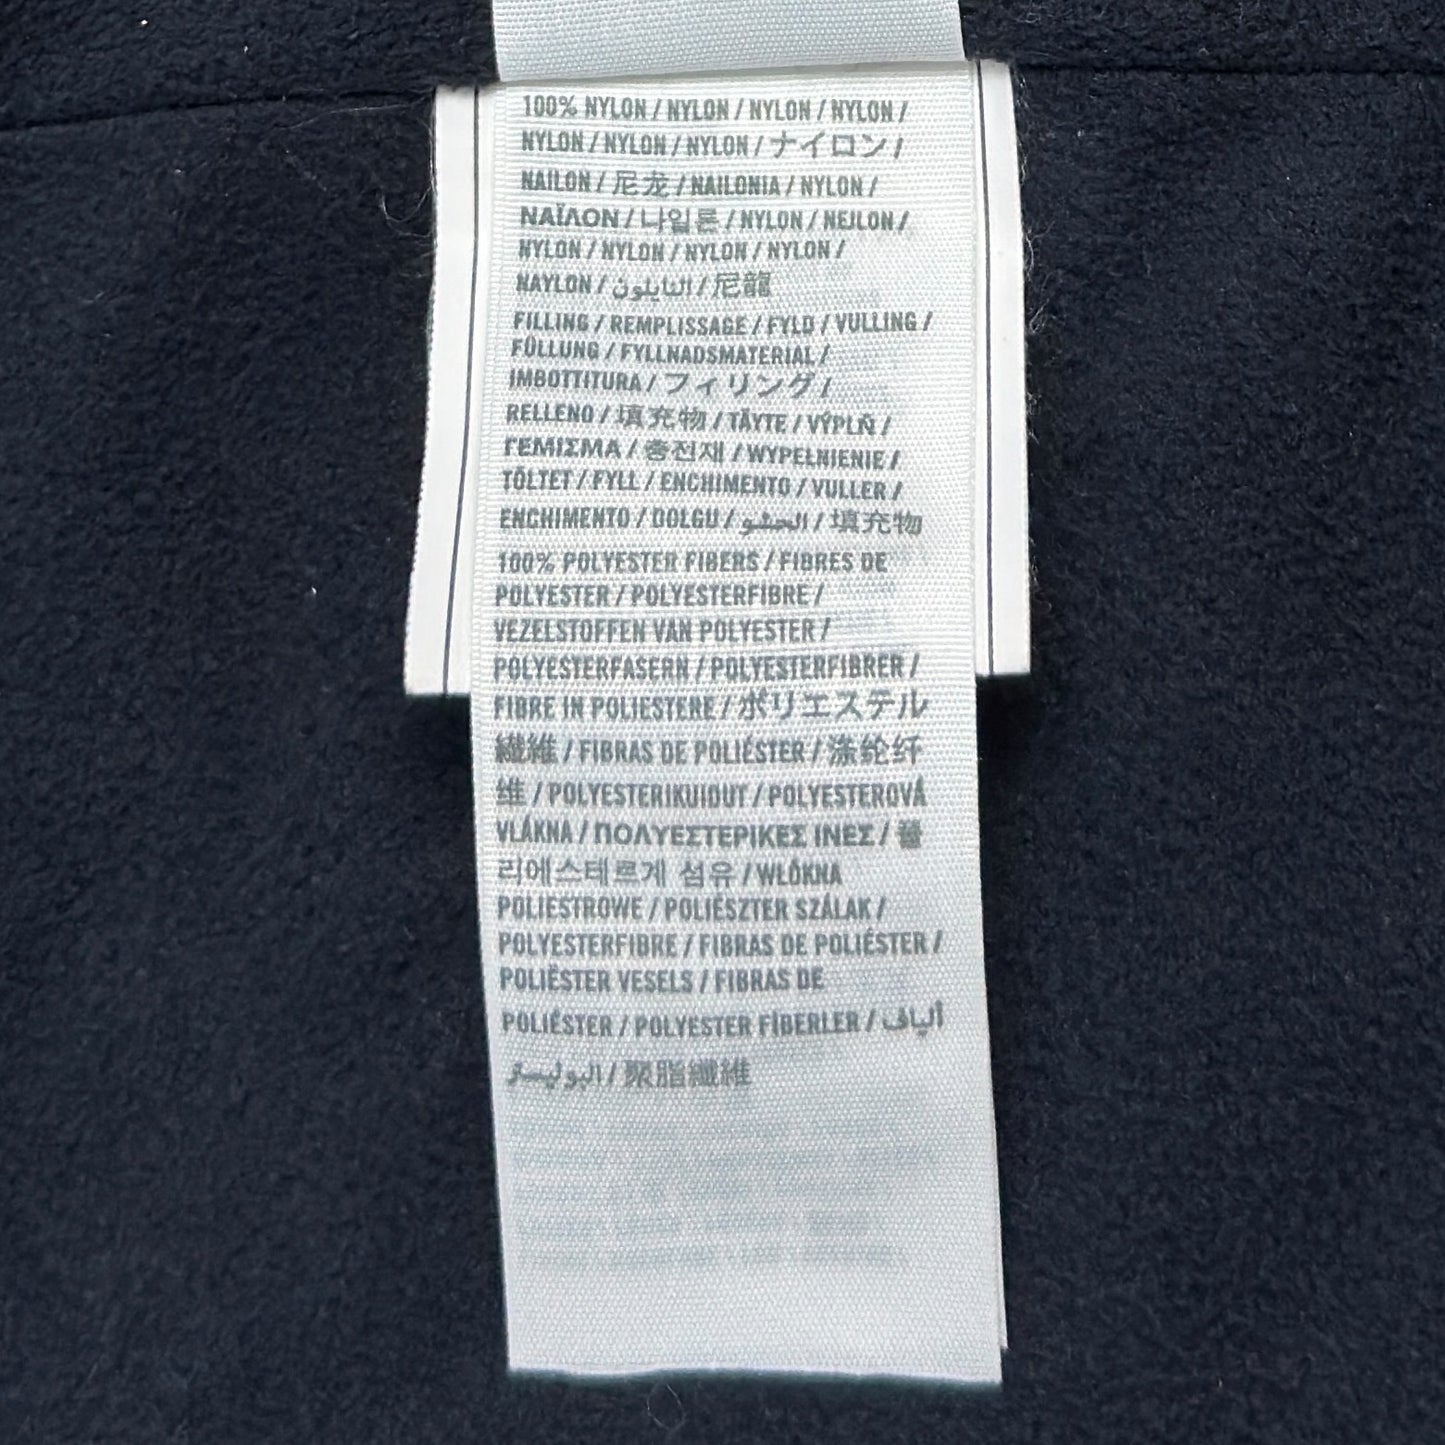 100% NYLON / NYLON / NYLON / NYLON /
NYLON / NYLON / NYLON / ナイロン /
NAILON / 尼龙 / NAILONIA / NYLON /
ΝΑΪΛΟΝ / 나일론 / NYLON / NEJLON /
NYLON / NYLON / NYLON / NYLON /
NAYLON / النايلون / 尼龍
FILLING / REMPLISSAGE / FYLD / VULLING /
FÜLLUNG / FYLLNADSMATERIAL /
IMBOTTITURA / フィリング /
RELLENO / 填充物 / TÄYTE / VÝPLŇ /
ΓΕΜΙΣΜΑ / 충전재 / WYPEŁNIENIE /
TÖLTET / FYLL / ENCHIMENTO / VULLER /
ENCHIMENTO / DOLGU / الحشو / 填充物
100% POLYESTER FIBERS / FIBRES DE
POLYESTER / POLYESTERFIBRE /
VEZELSTOFFEN VAN POLYESTER /
POLYESTERFASERN / POLYESTERFIBRER /
FIBRE IN POLIESTERE / ポリエステル
繊維 / FIBRAS DE POLIÉSTER / 涤纶纤
维 / POLYESTERIKUIDUT / POLYESTEROVÁ
VLÁKNA / ΠΟΛΥΕΣΤΕΡΙΚΕΣ ΙΝΕΣ / 폴
리에스테르게 섬유 / WŁÓKNA
POLIESTROWE / POLIÉSZTER SZÁLAK /
POLYESTERFIBRE / FIBRAS DE POLIÉSTER /
POLIËSTER VESELS / FIBRAS DE
POLIÉSTER / POLYESTER FİBERLER / ألياف
البوليستر / 聚脂纖維